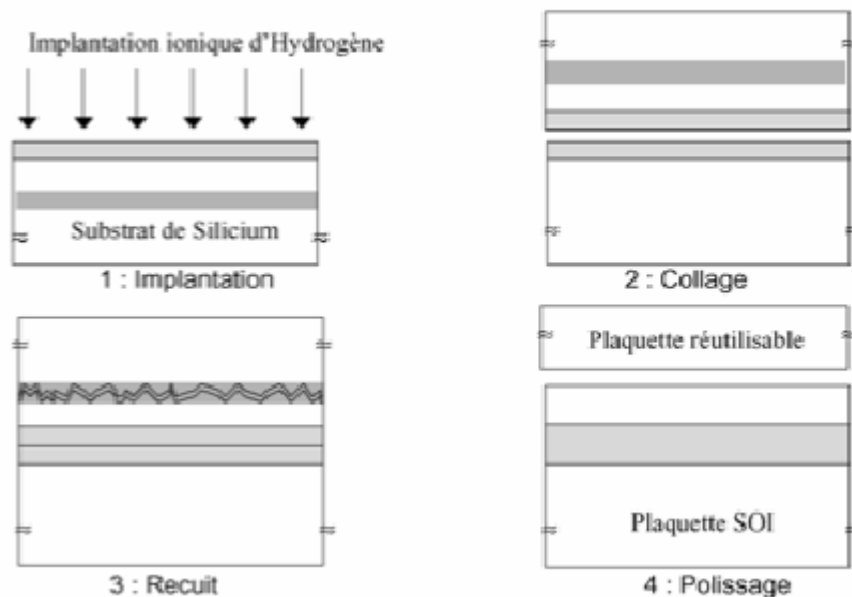 Implantation ionique d'Hydrogène
Substrat de Silicium
1 : Implantation
2 : Collage
3 : Recuit
Plaquette réutilisable
Plaquette SOI
4 : Polissage